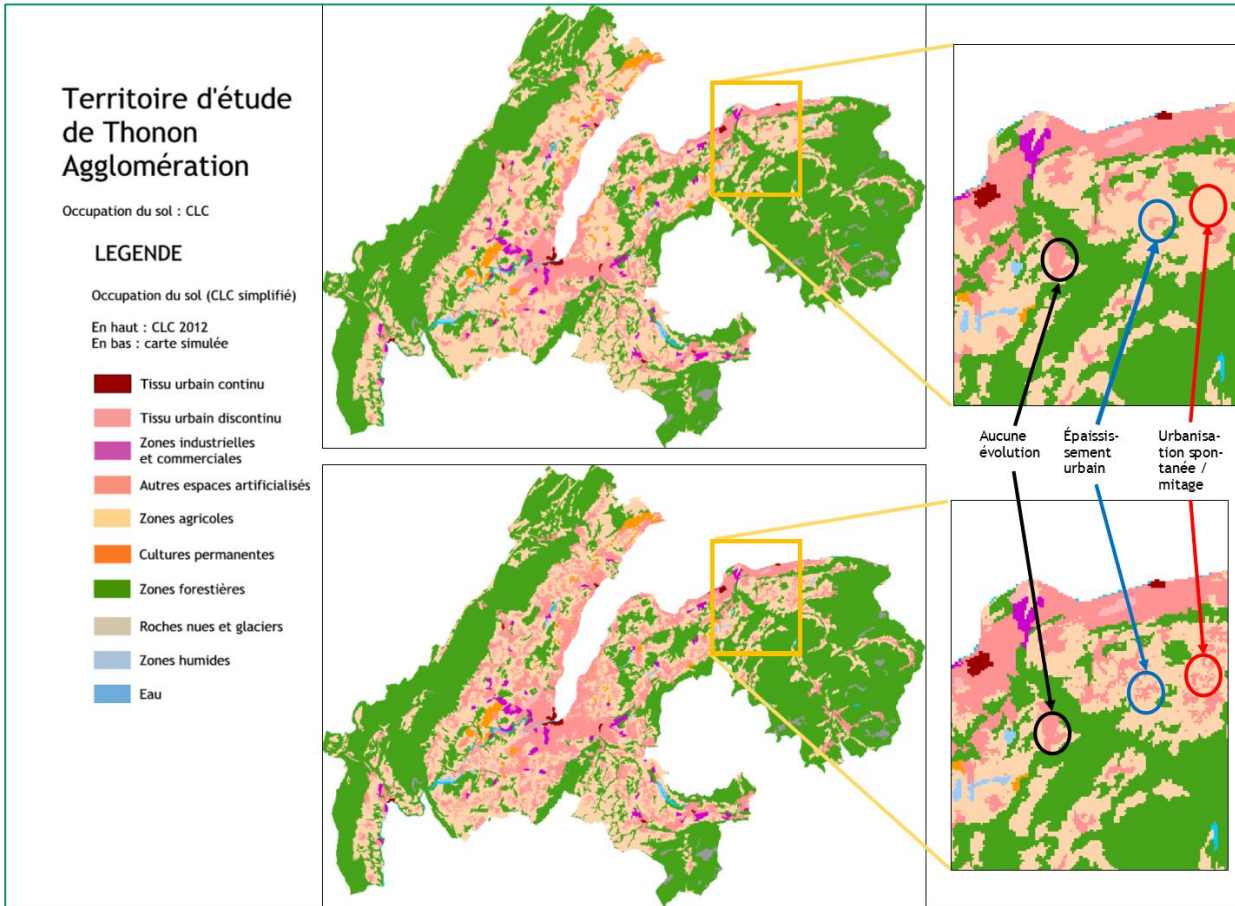 Territoire d'étude
de Thonon
Agglomération
Occupation du sol : CLC
LEGENDE
Occupation du sol (CLC simplifié)
En haut : CLC 2012
En bas : carte simulée
Tissu urbain continu
Tissu urbain discontinu
Zones industrielles
et commerciales
Autres espaces artificialisés
Zones agricoles
Cultures permanentes
Zones forestières
Roches nues et glaciers
Zones humides
Eau
Aucune
évolution
Épaissis-
sement
urbain
Urbanisa-
tion spon-
tanée /
mitage